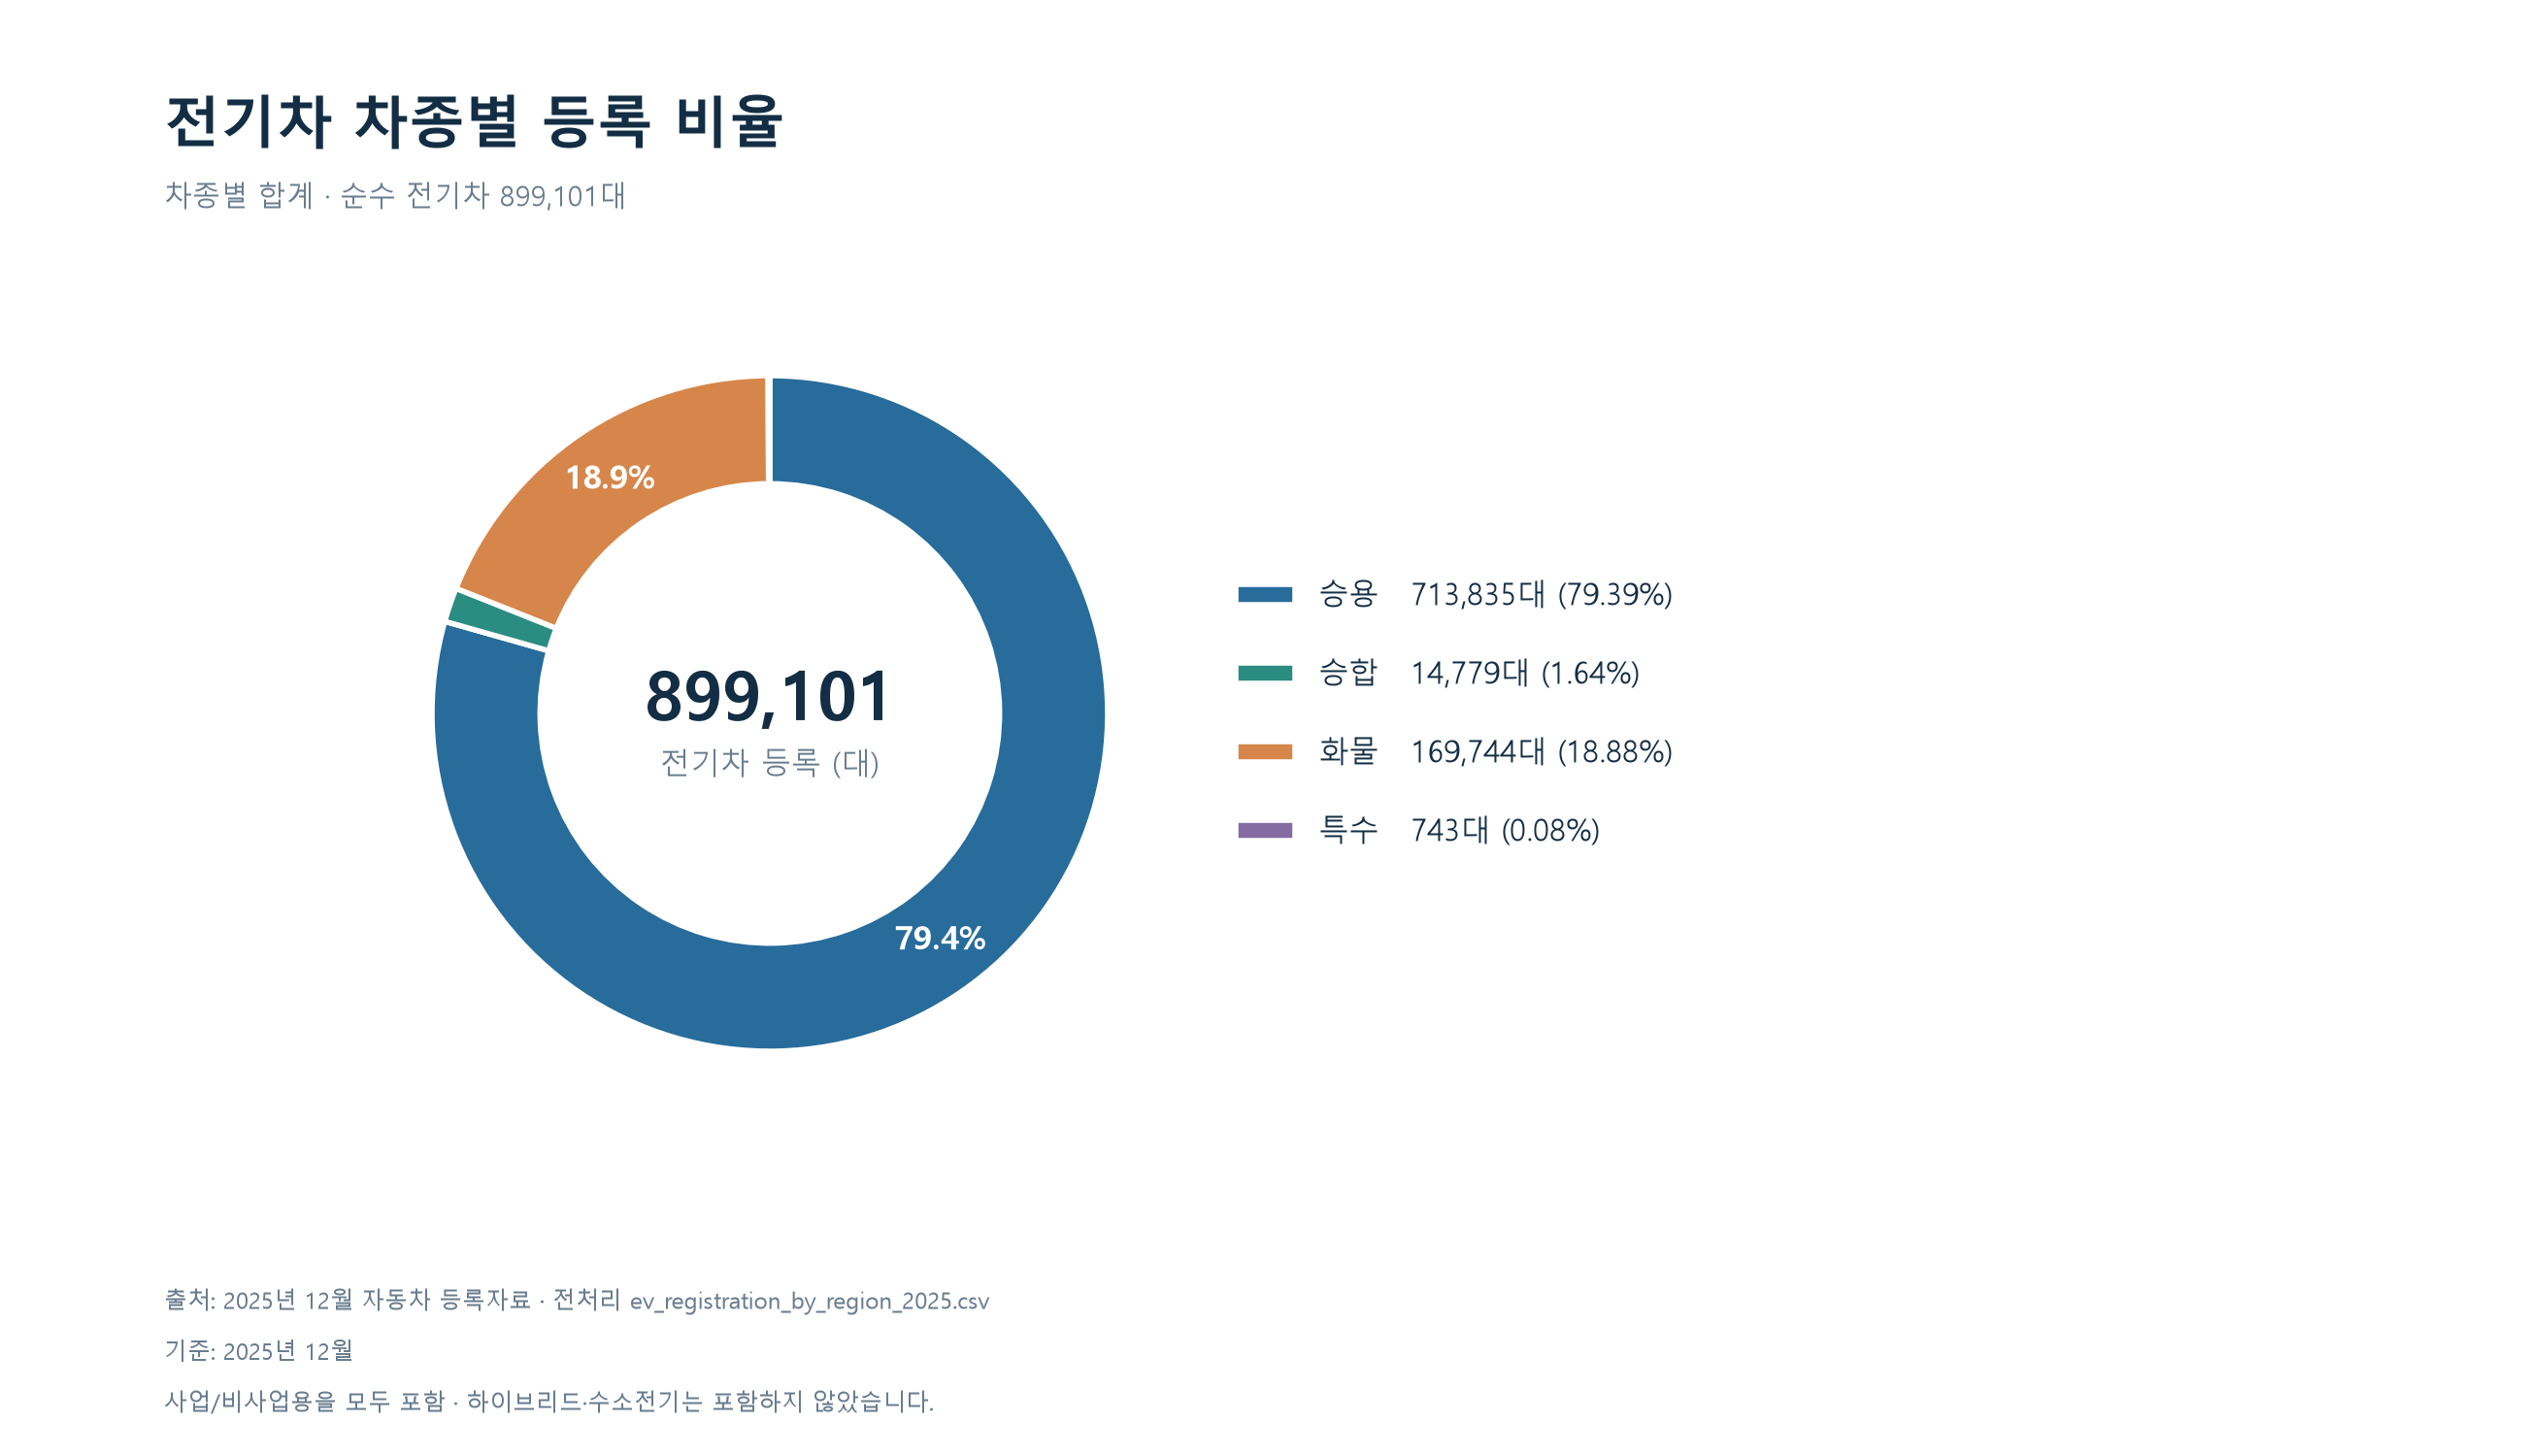 전기차 차종별 등록 비율
차종별 합계 · 순수 전기차 899,101대
18.9%
899,101
전기차 등록 (대)
79.4%
승용 713,835대 (79.39%)
승합 14,779대 (1.64%)
화물 169,744대 (18.88%)
특수 743대 (0.08%)
출처: 2025년 12월 자동차 등록자료 · 전처리 ev_registration_by_region_2025.csv
기준: 2025년 12월
사업/비사업용을 모두 포함 · 하이브리드·수소전기는 포함하지 않았습니다.